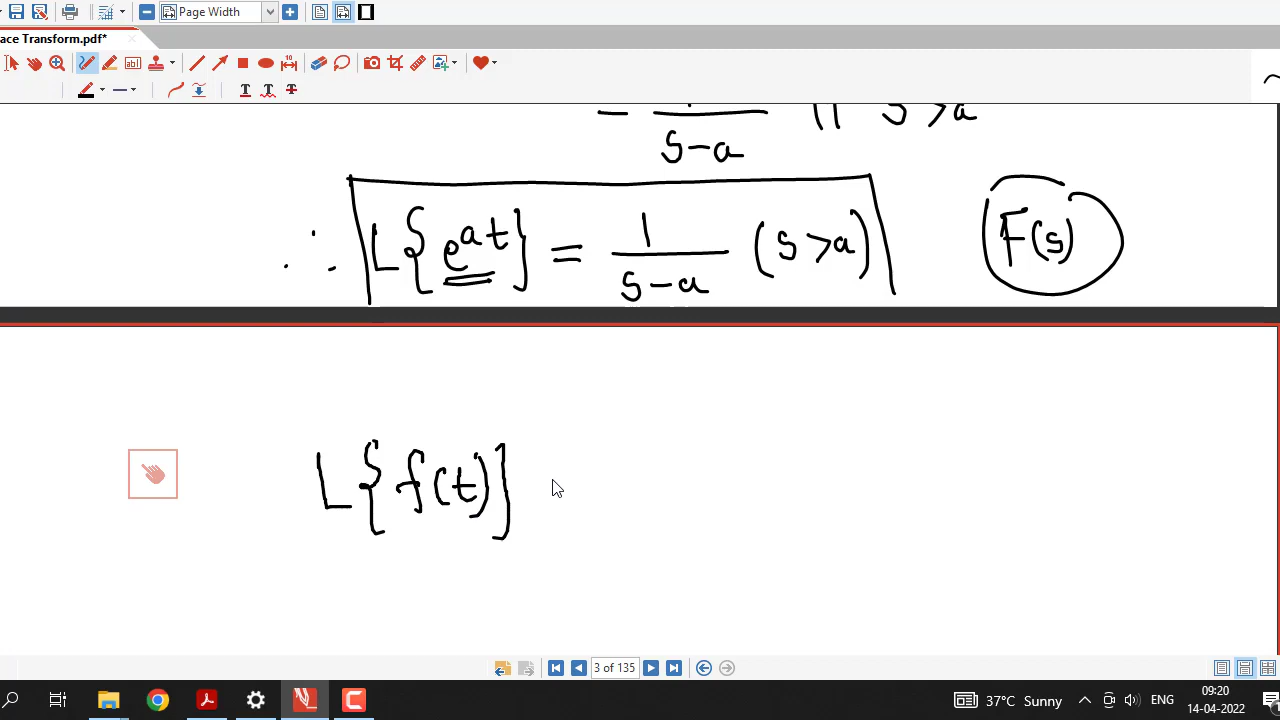 Page Width
ace Transform.pdf*
s-a s>a
∴ L{e^at} = 1/(s-a) (s>a) F(s)
L{f(t)}
3 of 135
37°C Sunny ENG 09:20
14-04-2022